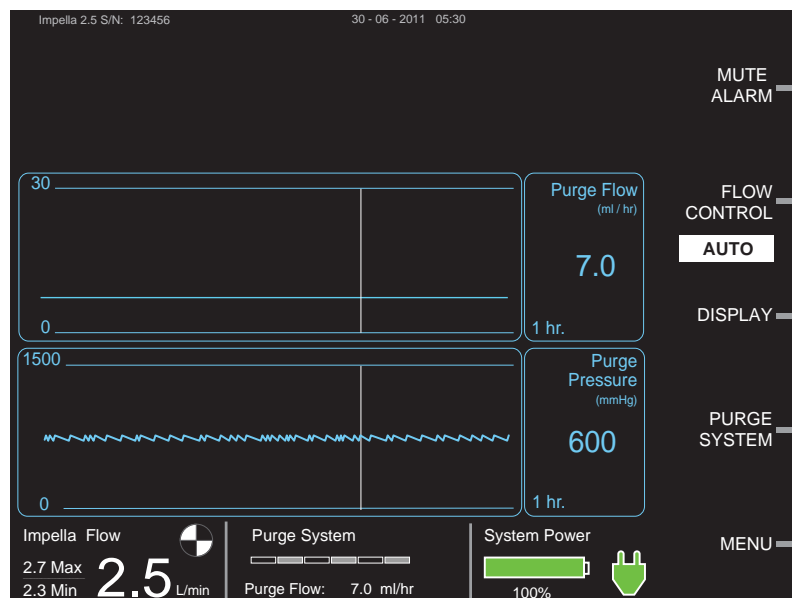 Impella 2.5 S/N: 123456
30 - 06 - 2011 05:30
MUTE
ALARM
30
0
Purge Flow
(ml / hr)
7.0
1 hr.
FLOW
CONTROL
AUTO
DISPLAY
1500
0
Purge
Pressure
(mmHg)
600
1 hr.
PURGE
SYSTEM
Impella Flow
2.7 Max
2.3 Min
2.5 L/min
Purge System
Purge Flow: 7.0 ml/hr
System Power
100%
MENU